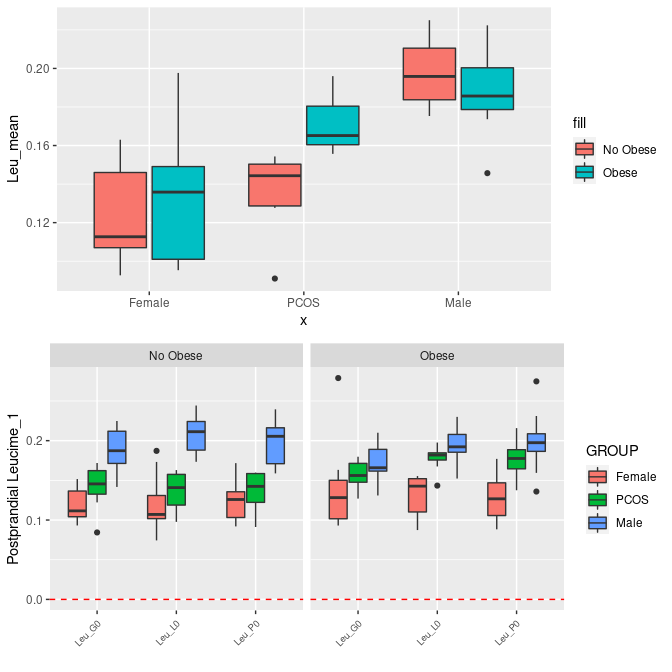 Leu_mean
0.20
0.16
0.12
Female
PCOS
Male
x
fill
No Obese
Obese
No Obese
Obese
Postprandial Leucime_1
0.2
0.1
0.0
Leu_G0
Leu_L0
Leu_P0
Leu_G0
Leu_L0
Leu_P0
GROUP
Female
PCOS
Male